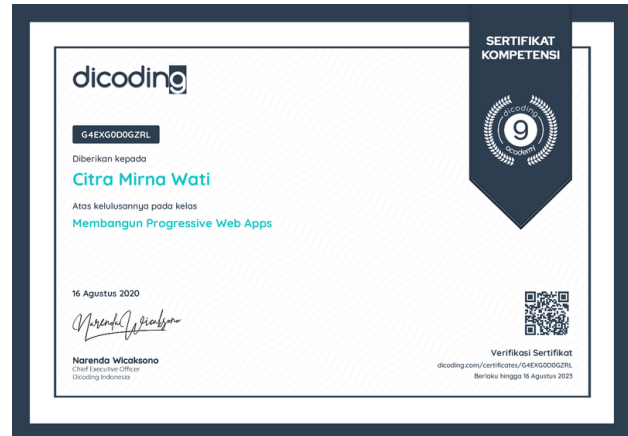 SERTIFIKAT
KOMPETENSI
dicoding
dicoding
academy
G4EXG0D0GZRL
Diberikan kepada
Citra Mirna Wati
Atas kelulusannya pada kelas
Membangun Progressive Web Apps
16 Agustus 2020
Narenda Wicaksono
Narenda Wicaksono
Chief Executive Officer
Dicoding Indonesia
Verifikasi Sertifikat
dicoding.com/certificates/G4EXG0D0GZRL
Berlaku hingga 16 Agustus 2023